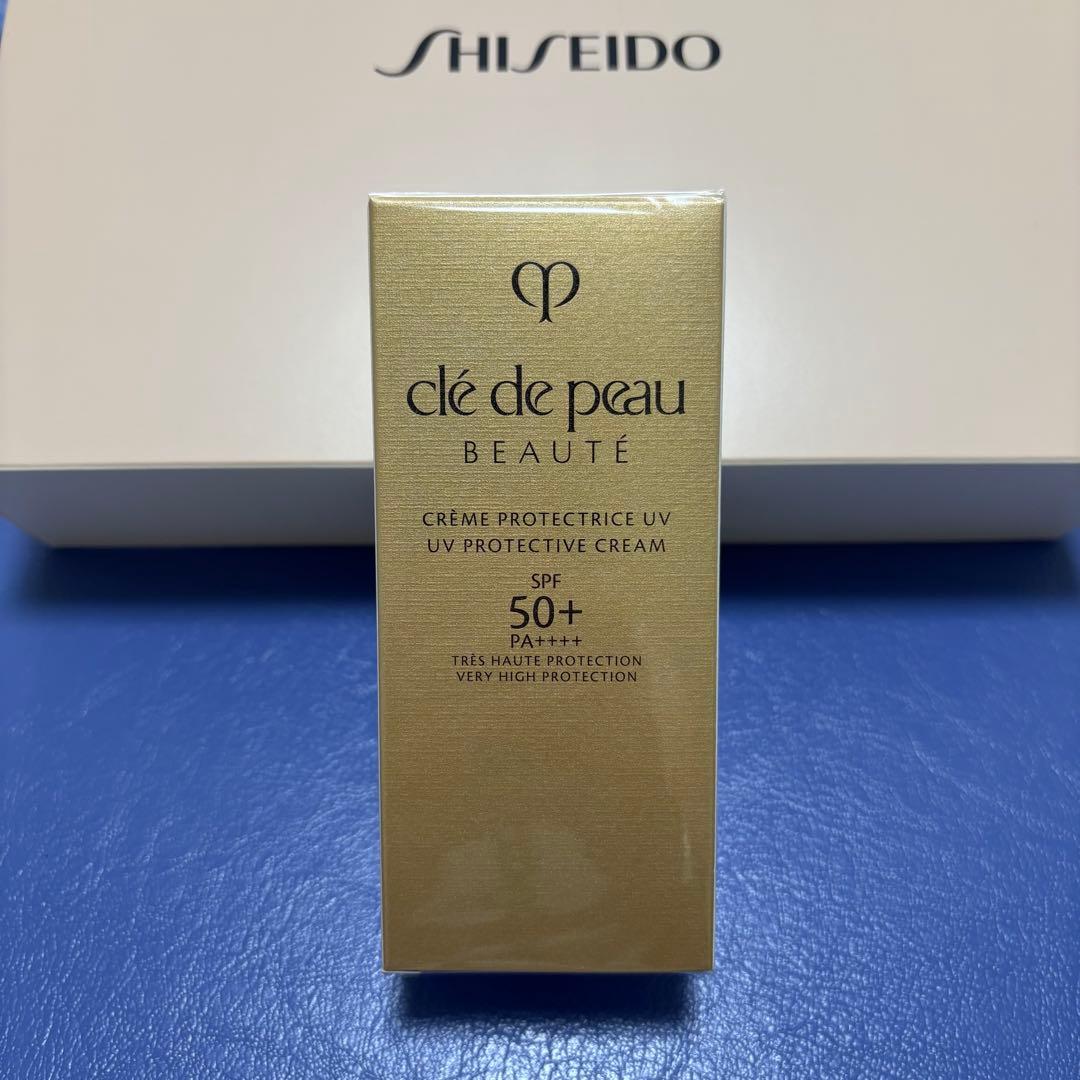 SHISEIDO
clé de peau
BEAUTÉ
CRÈME PROTECTRICE UV
UV PROTECTIVE CREAM
SPF
50+
PA++++
TRÈS HAUTE PROTECTION
VERY HIGH PROTECTION